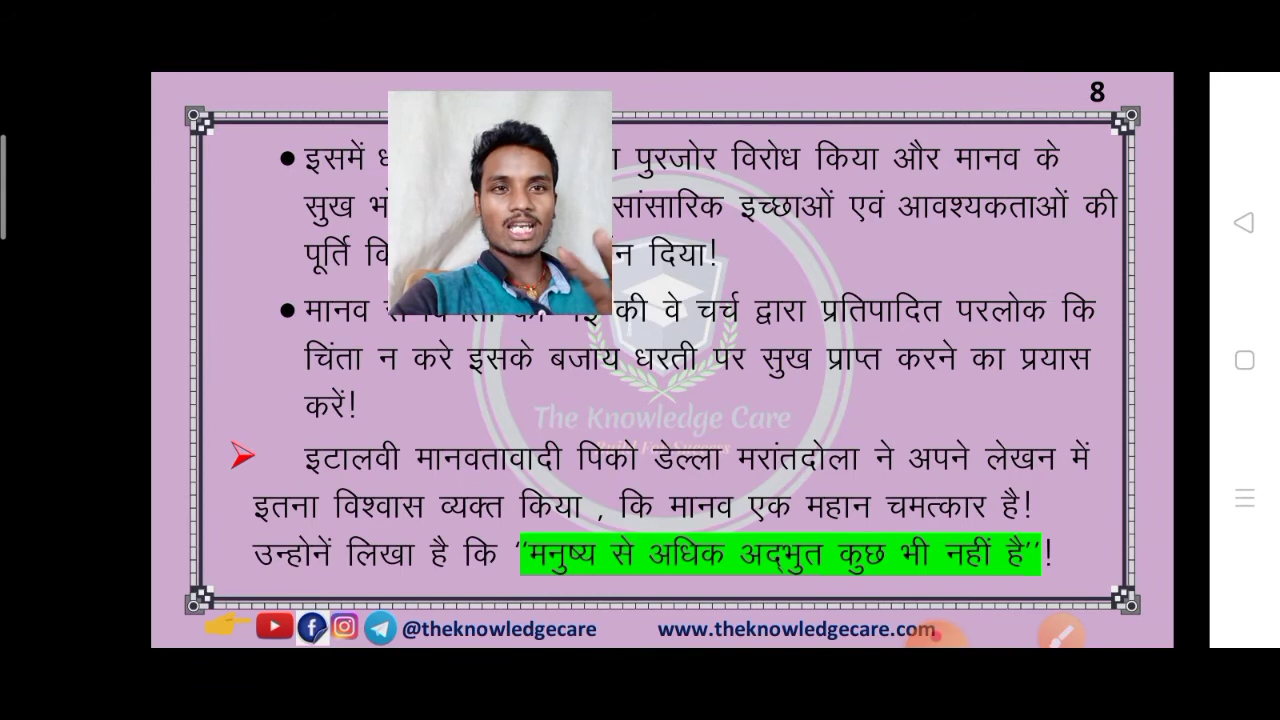 8
इसमें पुरजोर विरोध किया और मानव के
सुख सांसारिक इच्छाओं एवं आवश्यकताओं की
पूर्ति दिया!
मानव की वे चर्च द्वारा प्रतिपादित परलोक कि
चिंता न करे इसके बजाय धरती पर सुख प्राप्त करने का प्रयास
करें!
The Knowledge Care
इटालवी मानवतावादी पिको डेल्ला मरांतदोला ने अपने लेखन में
इतना विश्वास व्यक्त किया , कि मानव एक महान चमत्कार है!
उन्होनें लिखा है कि ‘‘मनुष्य से अधिक अद्भुत कुछ भी नहीं है’’!
@theknowledgecare www.theknowledgecare.com